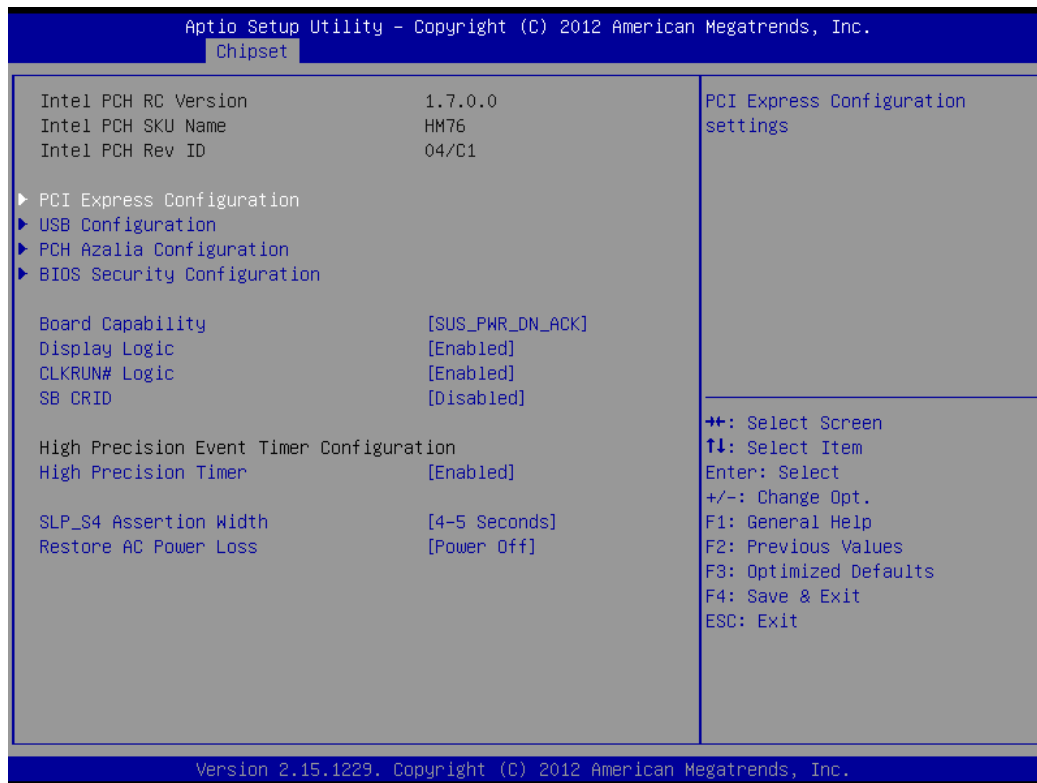 Aptio Setup Utility – Copyright (C) 2012 American Megatrends, Inc.
Chipset
Intel PCH RC Version 1.7.0.0
Intel PCH SKU Name HM76
Intel PCH Rev ID 04/C1
PCI Express Configuration
USB Configuration
PCH Azalia Configuration
BIOS Security Configuration
Board Capability [SUS_PWR_DN_ACK]
Display Logic [Enabled]
CLKRUN# Logic [Enabled]
SB CRID [Disabled]
High Precision Event Timer Configuration
High Precision Timer [Enabled]
SLP_S4 Assertion Width [4-5 Seconds]
Restore AC Power Loss [Power Off]
PCI Express Configuration
settings
→←: Select Screen
↑↓: Select Item
Enter: Select
+/-: Change Opt.
F1: General Help
F2: Previous Values
F3: Optimized Defaults
F4: Save & Exit
ESC: Exit
Version 2.15.1229. Copyright (C) 2012 American Megatrends, Inc.